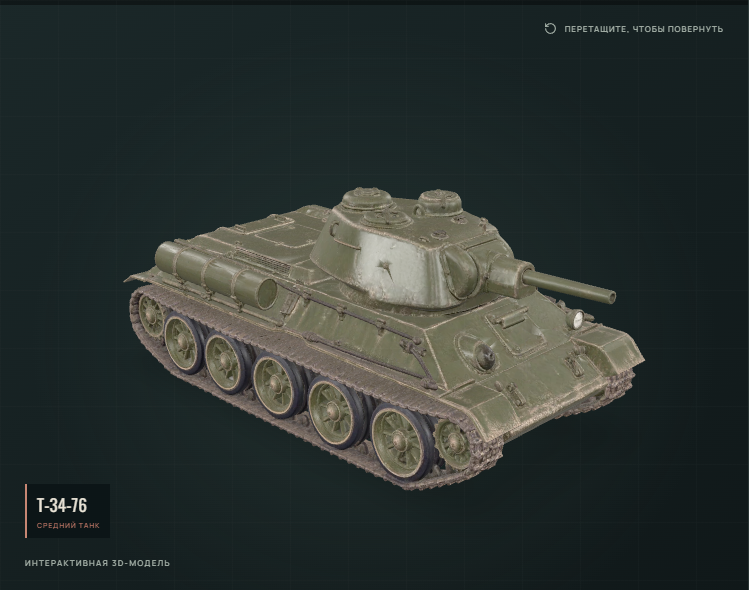 ПЕРЕТАЩИТЕ, ЧТОБЫ ПОВЕРНУТЬ
Т-34-76
СРЕДНИЙ ТАНК
ИНТЕРАКТИВНАЯ 3D-МОДЕЛЬ